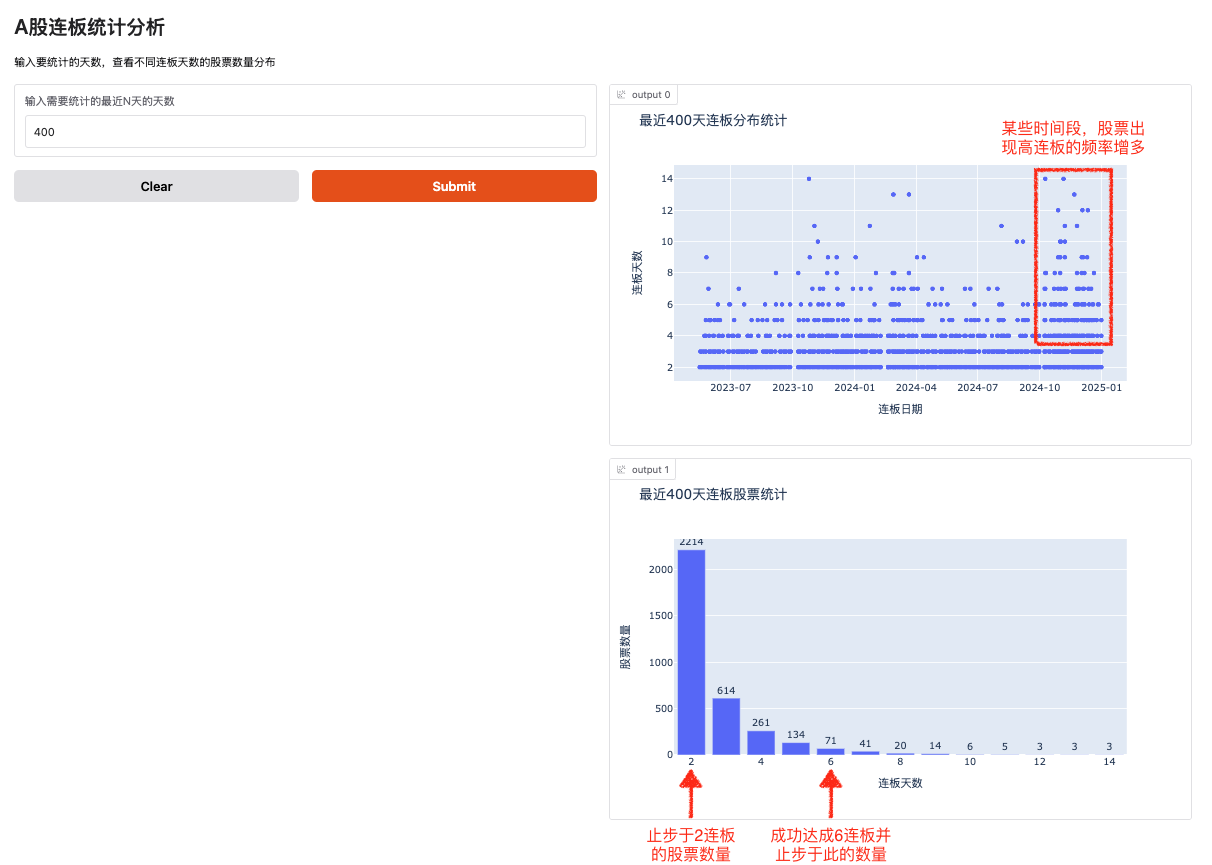 A股连板统计分析
输入要统计的天数，查看不同连板天数的股票数量分布
输入需要统计的最近N天的天数
400
Clear
Submit
output 0
最近400天连板分布统计
某些时间段，股票出
现高连板的频率增多
14
12
10
8
6
4
2
连板天数
2023-07
2023-10
2024-01
2024-04
2024-07
2024-10
2025-01
连板日期
output 1
最近400天连板股票统计
2000
1500
1000
500
0
股票数量
2214
614
261
134
71
41
20
14
6
5
3
3
3
2
4
6
8
10
12
14
连板天数
止步于2连板
的股票数量
成功达成6连板并
止步于此的数量